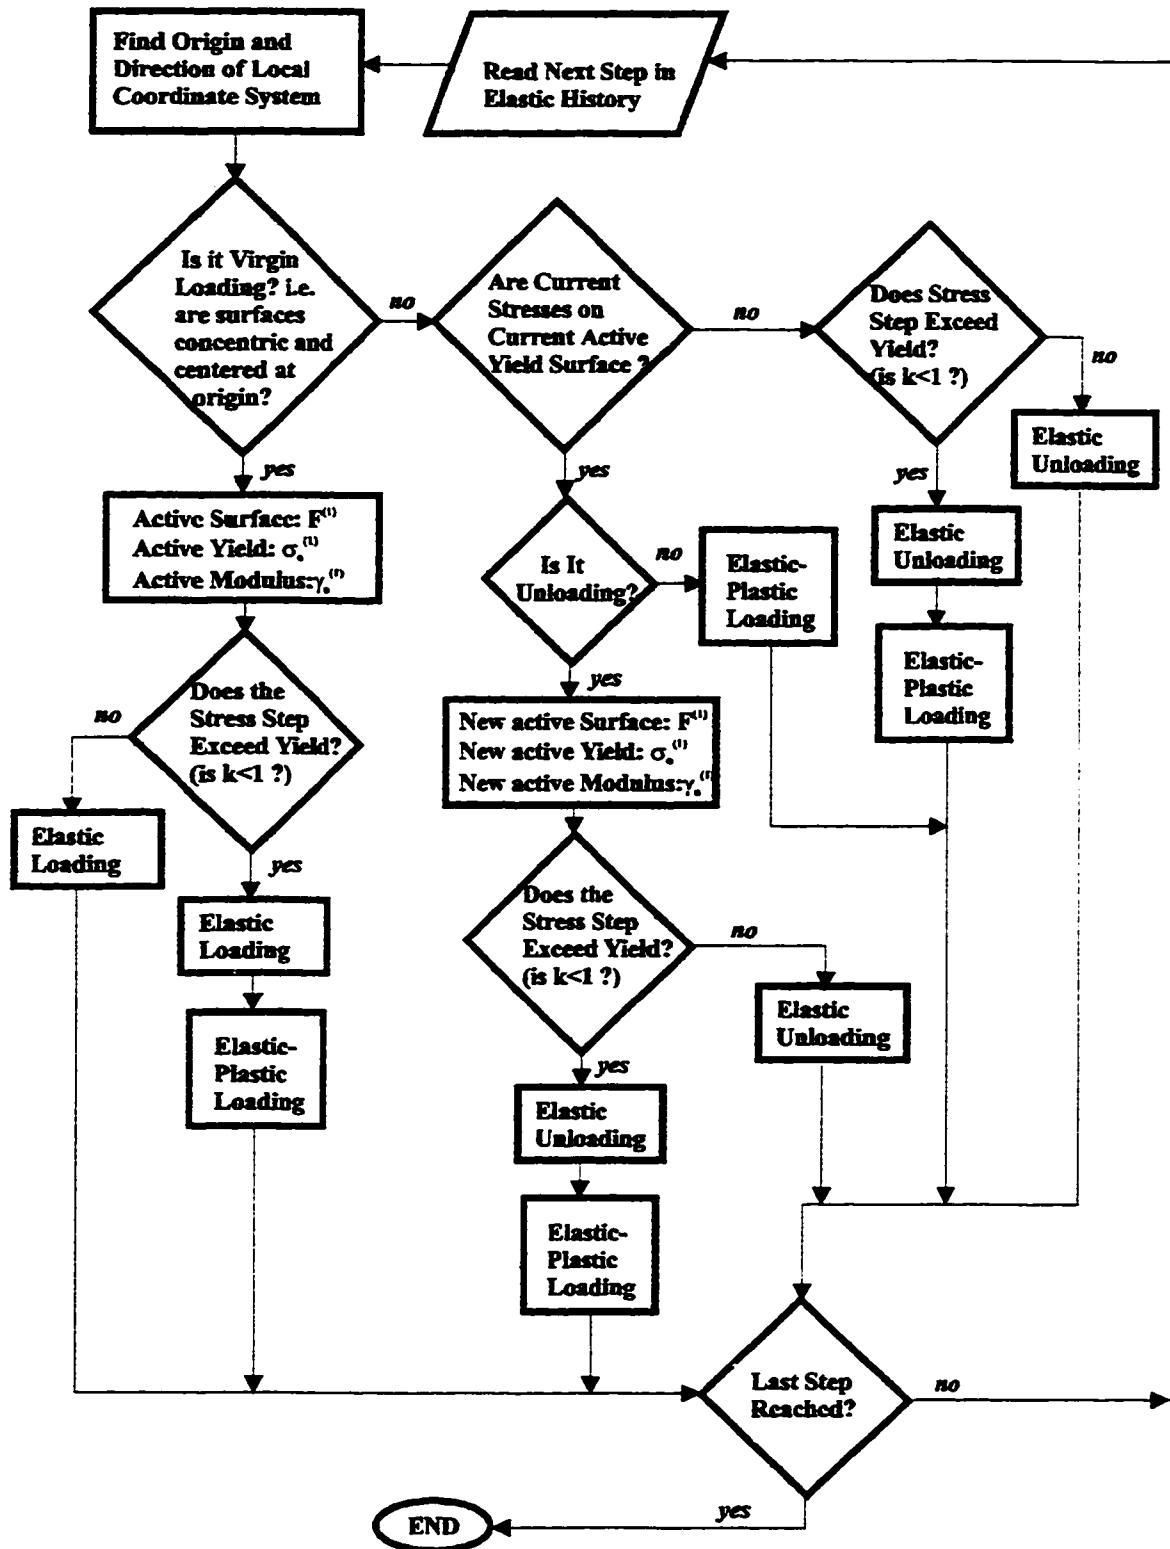 Find Origin and
Direction of Local
Coordinate System
Read Next Step in
Elastic History
Is it Virgin
Loading? i.e.
are surfaces
concentric and
centered at
origin?
no
Are Current
Stresses on
Current Active
Yield Surface ?
no
Does Stress
Step Exceed
Yield?
(is k<1 ?)
no
Elastic
Unloading
yes
Active Surface: F⁽¹⁾
Active Yield: σₒ⁽¹⁾
Active Modulus:γₒ⁽¹⁾
yes
Is It
Unloading?
no
Elastic-
Plastic
Loading
yes
Elastic
Unloading
Elastic-
Plastic
Loading
Does the
Stress Step
Exceed Yield?
(is k<1 ?)
no
Elastic
Loading
yes
Elastic
Loading
Elastic-
Plastic
Loading
yes
New active Surface: F⁽¹⁾
New active Yield: σₒ⁽¹⁾
New active Modulus:γₒ⁽¹⁾
Does the
Stress Step
Exceed Yield?
(is k<1 ?)
no
Elastic
Unloading
yes
Elastic
Unloading
Elastic-
Plastic
Loading
Last Step
Reached?
no
yes
END